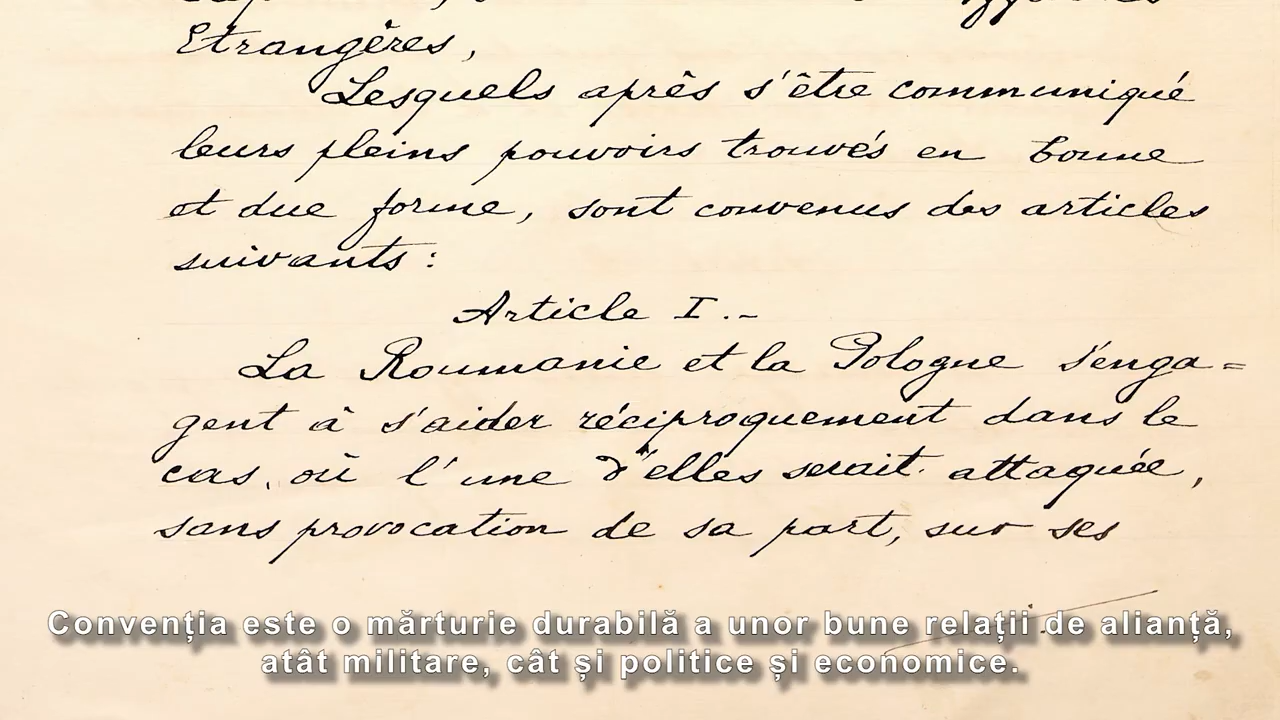 Etrangères,
Lesquels après s'être communiqué
leurs pleins pouvoirs trouvés en bonne
et due forme, sont convenus des articles
suivants :
Article I.-
La Roumanie et la Pologne s'enga=
gent à s'aider réciproquement dans le
cas, où l'une d'elles serait attaquée,
sans provocation de sa part, sur ses
Convenția este o mărturie durabilă a unor bune relații de alianță,
atât militare, cât și politice și economice.